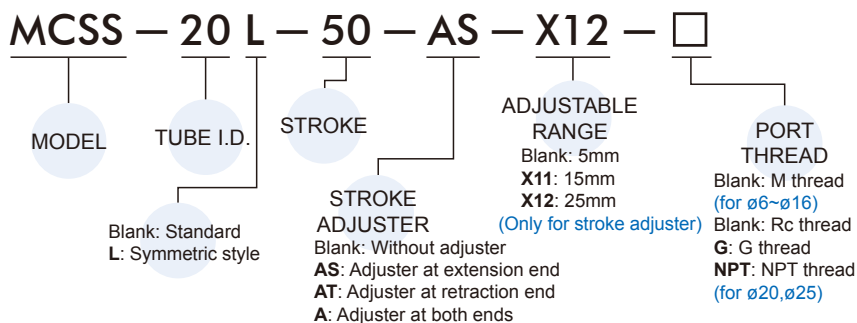 MCSS – 20 L – 50 – AS – X12 – □
MODEL
TUBE I.D.
Blank: Standard
L: Symmetric style
STROKE
STROKE
ADJUSTER
Blank: Without adjuster
AS: Adjuster at extension end
AT: Adjuster at retraction end
A: Adjuster at both ends
ADJUSTABLE
RANGE
Blank: 5mm
X11: 15mm
X12: 25mm
(Only for stroke adjuster)
PORT
THREAD
Blank: M thread
(for ø6~ø16)
Blank: Rc thread
G: G thread
NPT: NPT thread
(for ø20,ø25)